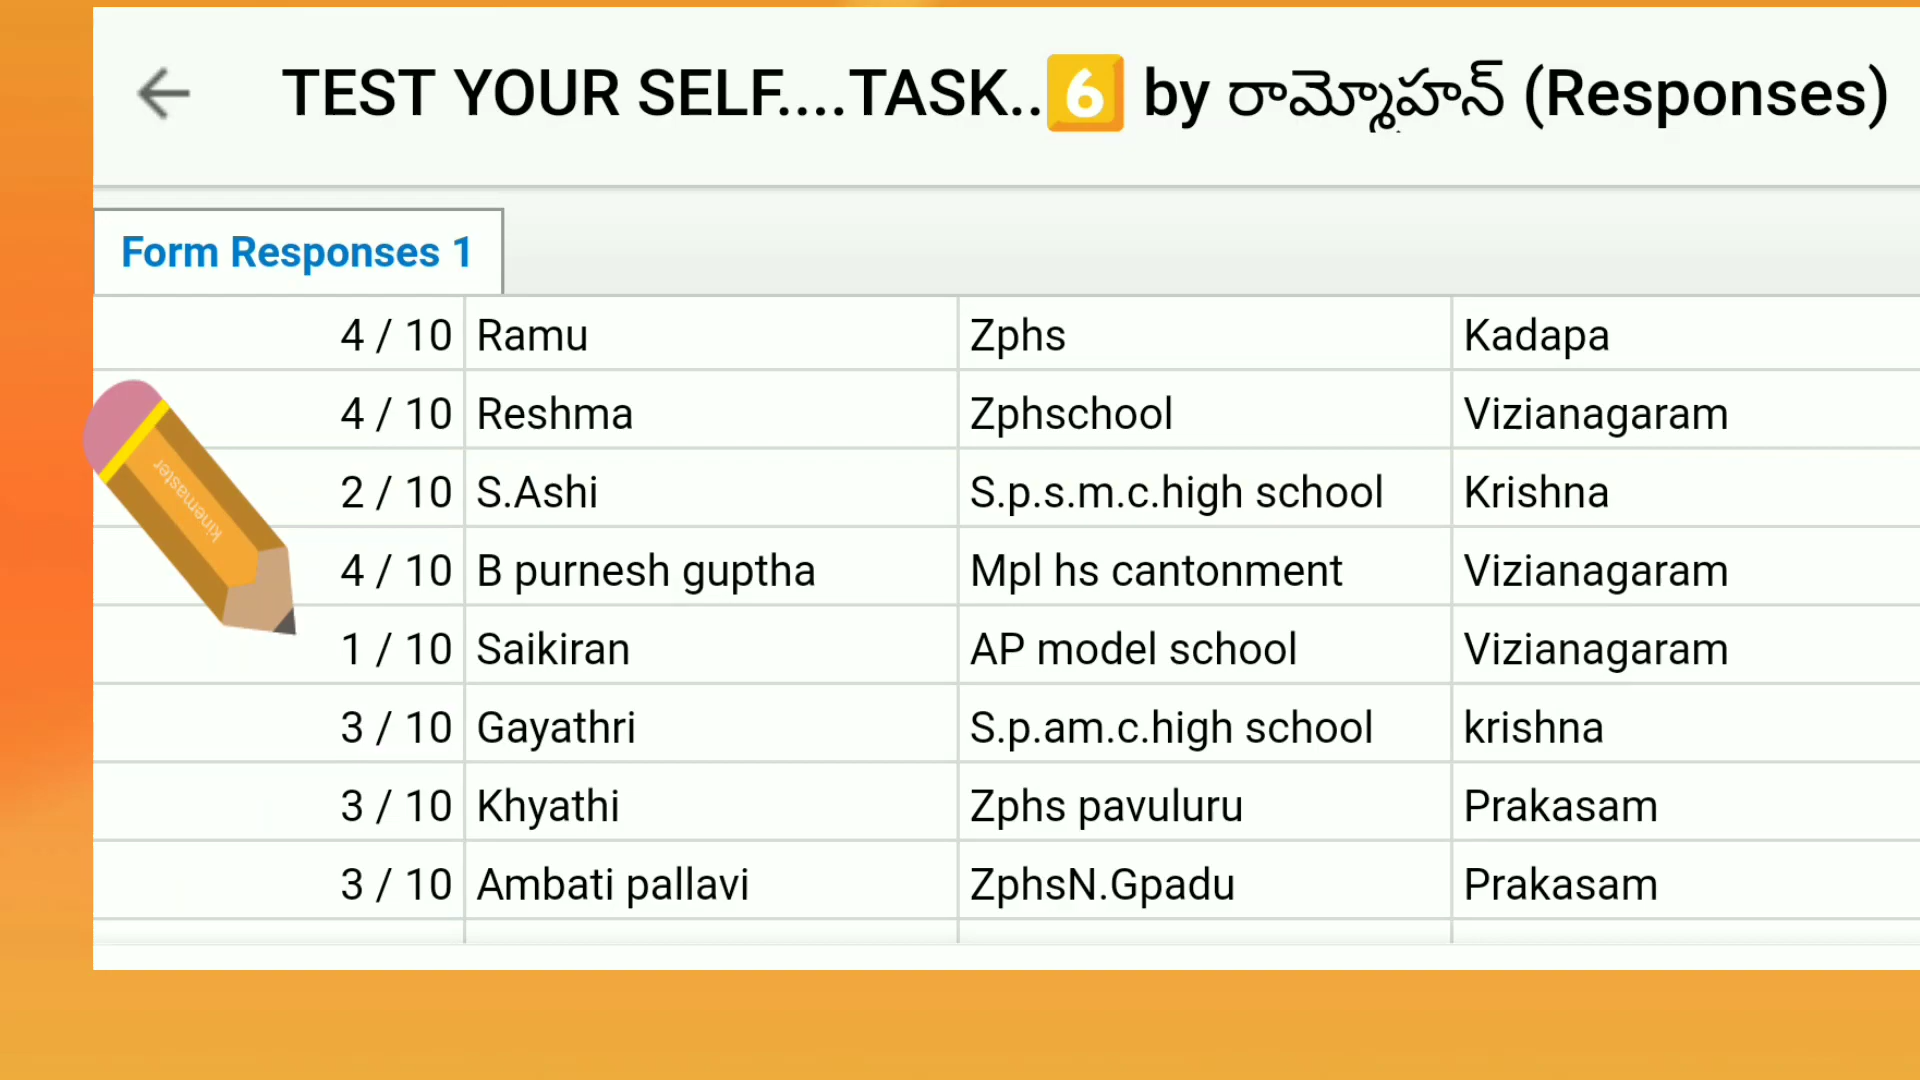 TEST YOUR SELF....TASK..6️⃣ by రామ్మోహన్ (Responses)
Form Responses 1
4 / 10 Ramu Zphs Kadapa
4 / 10 Reshma Zphschool Vizianagaram
2 / 10 S.Ashi S.p.s.m.c.high school Krishna
4 / 10 B purnesh guptha Mpl hs cantonment Vizianagaram
1 / 10 Saikiran AP model school Vizianagaram
3 / 10 Gayathri S.p.am.c.high school krishna
3 / 10 Khyathi Zphs pavuluru Prakasam
3 / 10 Ambati pallavi ZphsN.Gpadu Prakasam
kinemaster